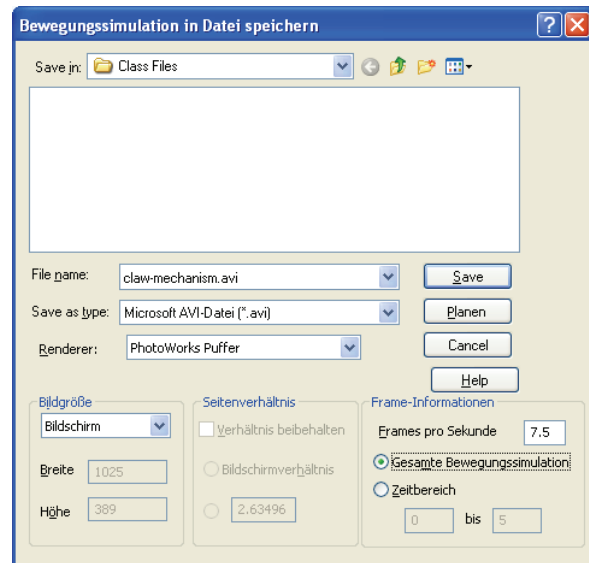 Bewegungssimulation in Datei speichern
Save in: Class Files
File name: claw-mechanism.avi Save
Save as type: Microsoft AVI-Datei (*.avi) Planen
Renderer: PhotoWorks Puffer Cancel
Help
Bildgröße Seitenverhältnis Frame-Informationen
Bildschirm Verhältnis beibehalten Frames pro Sekunde 7.5
Breite 1025 Bildschirmverhältnis Gesamte Bewegungssimulation
Zeitbereich
Höhe 389 2.63496 0 bis 5